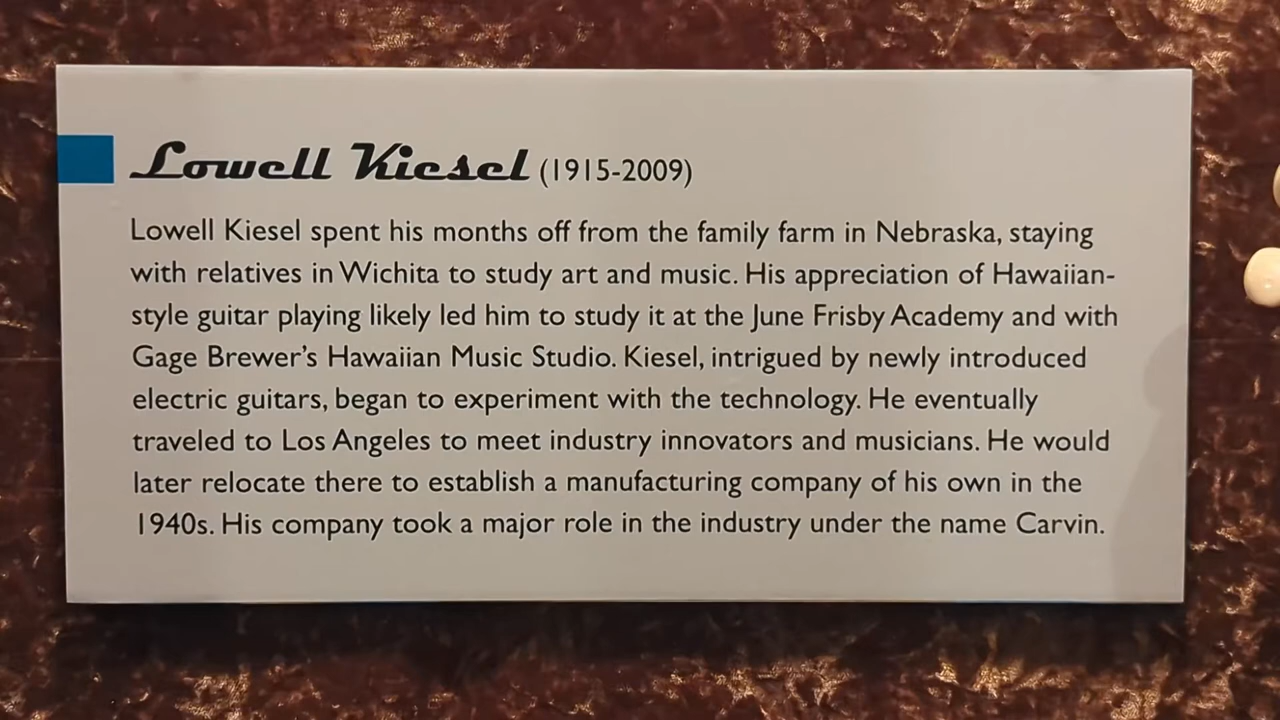 Lowell Kiesel (1915-2009)
Lowell Kiesel spent his months off from the family farm in Nebraska, staying
with relatives in Wichita to study art and music. His appreciation of Hawaiian-
style guitar playing likely led him to study it at the June Frisby Academy and with
Gage Brewer’s Hawaiian Music Studio. Kiesel, intrigued by newly introduced
electric guitars, began to experiment with the technology. He eventually
traveled to Los Angeles to meet industry innovators and musicians. He would
later relocate there to establish a manufacturing company of his own in the
1940s. His company took a major role in the industry under the name Carvin.